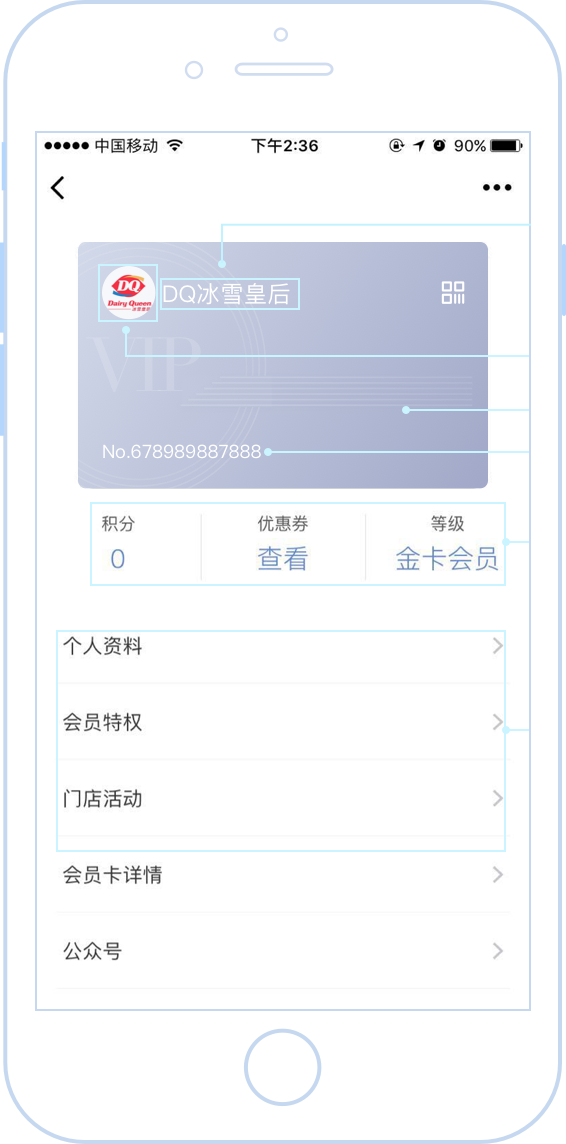 中国移动 下午2:36 90%
DQ冰雪皇后
DQ
Dairy Queen
冰雪皇后
VIP
No.678989887888
积分 优惠券 等级
0 查看 金卡会员
个人资料
会员特权
门店活动
会员卡详情
公众号